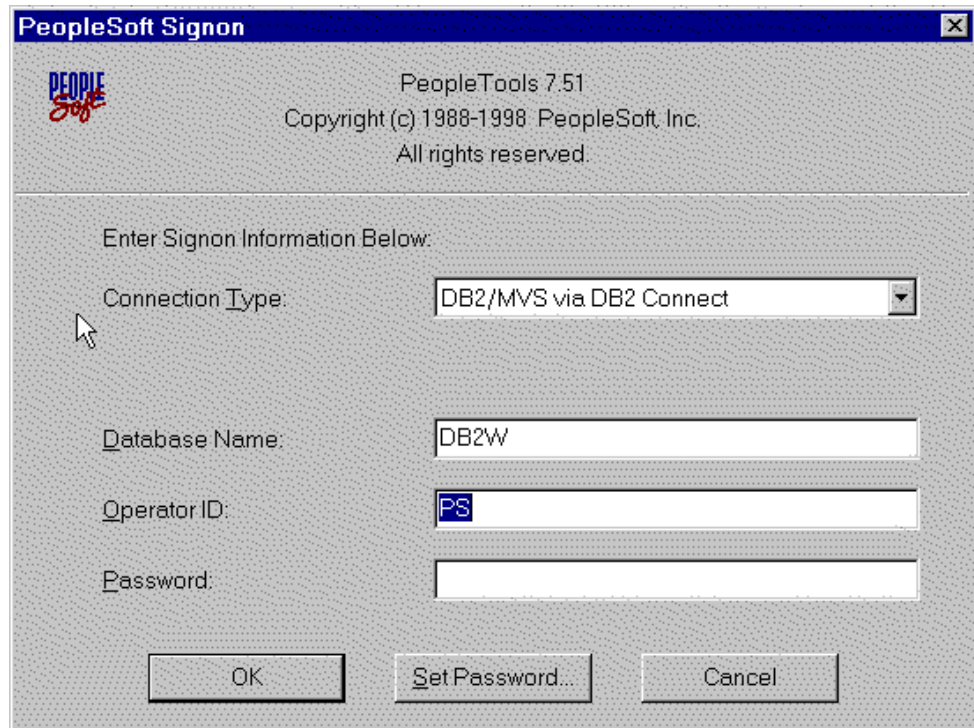 PeopleSoft Signon
PEOPLE
Soft
PeopleTools 7.51
Copyright (c) 1988-1998 PeopleSoft, Inc.
All rights reserved.
Enter Signon Information Below:
Connection Type: DB2/MVS via DB2 Connect
Database Name: DB2W
Operator ID: PS
Password:
OK Set Password... Cancel